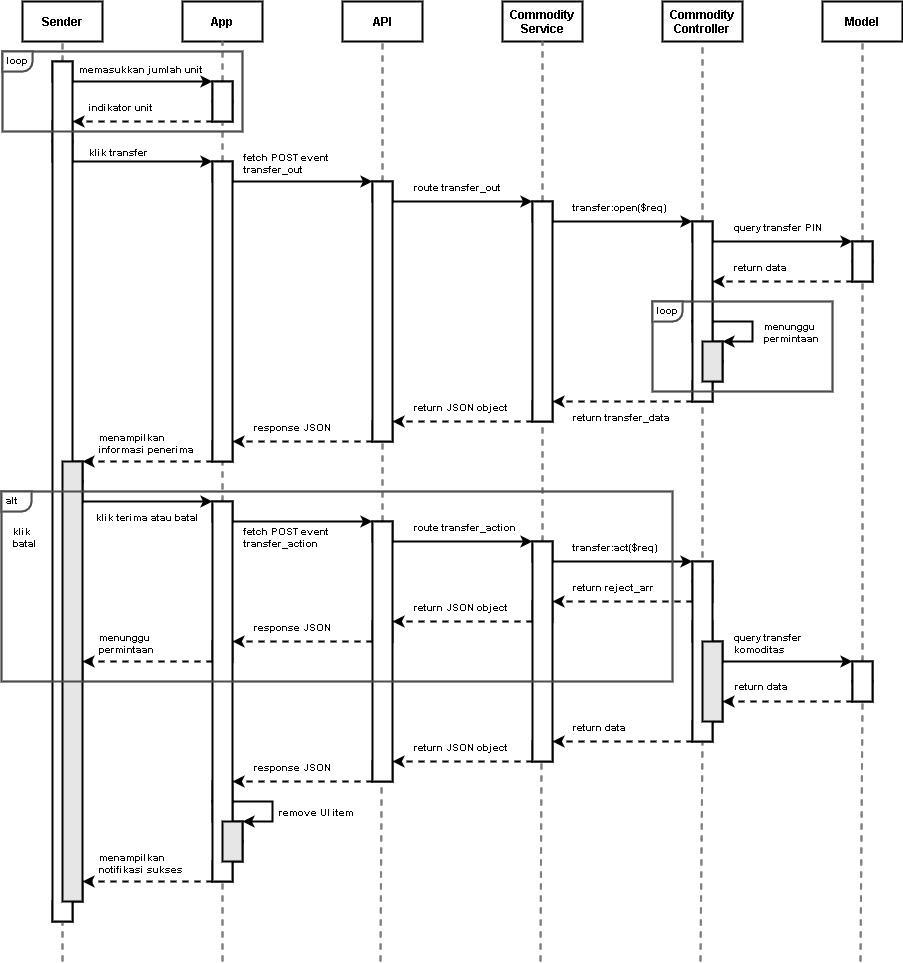 Sender
App
API
Commodity
Service
Commodity
Controller
Model
loop
memasukkan jumlah unit
indikator unit
klik transfer
fetch POST event
transfer_out
route transfer_out
transfer:open($req)
query transfer PIN
return data
loop
menunggu
permintaan
return transfer_data
return JSON object
response JSON
menampilkan
informasi penerima
alt
klik
batal
klik terima atau batal
fetch POST event
transfer_action
route transfer_action
transfer:act($req)
return reject_arr
return JSON object
response JSON
menunggu
permintaan
query transfer
komoditas
return data
return data
return JSON object
response JSON
remove UI item
menampilkan
notifikasi sukses